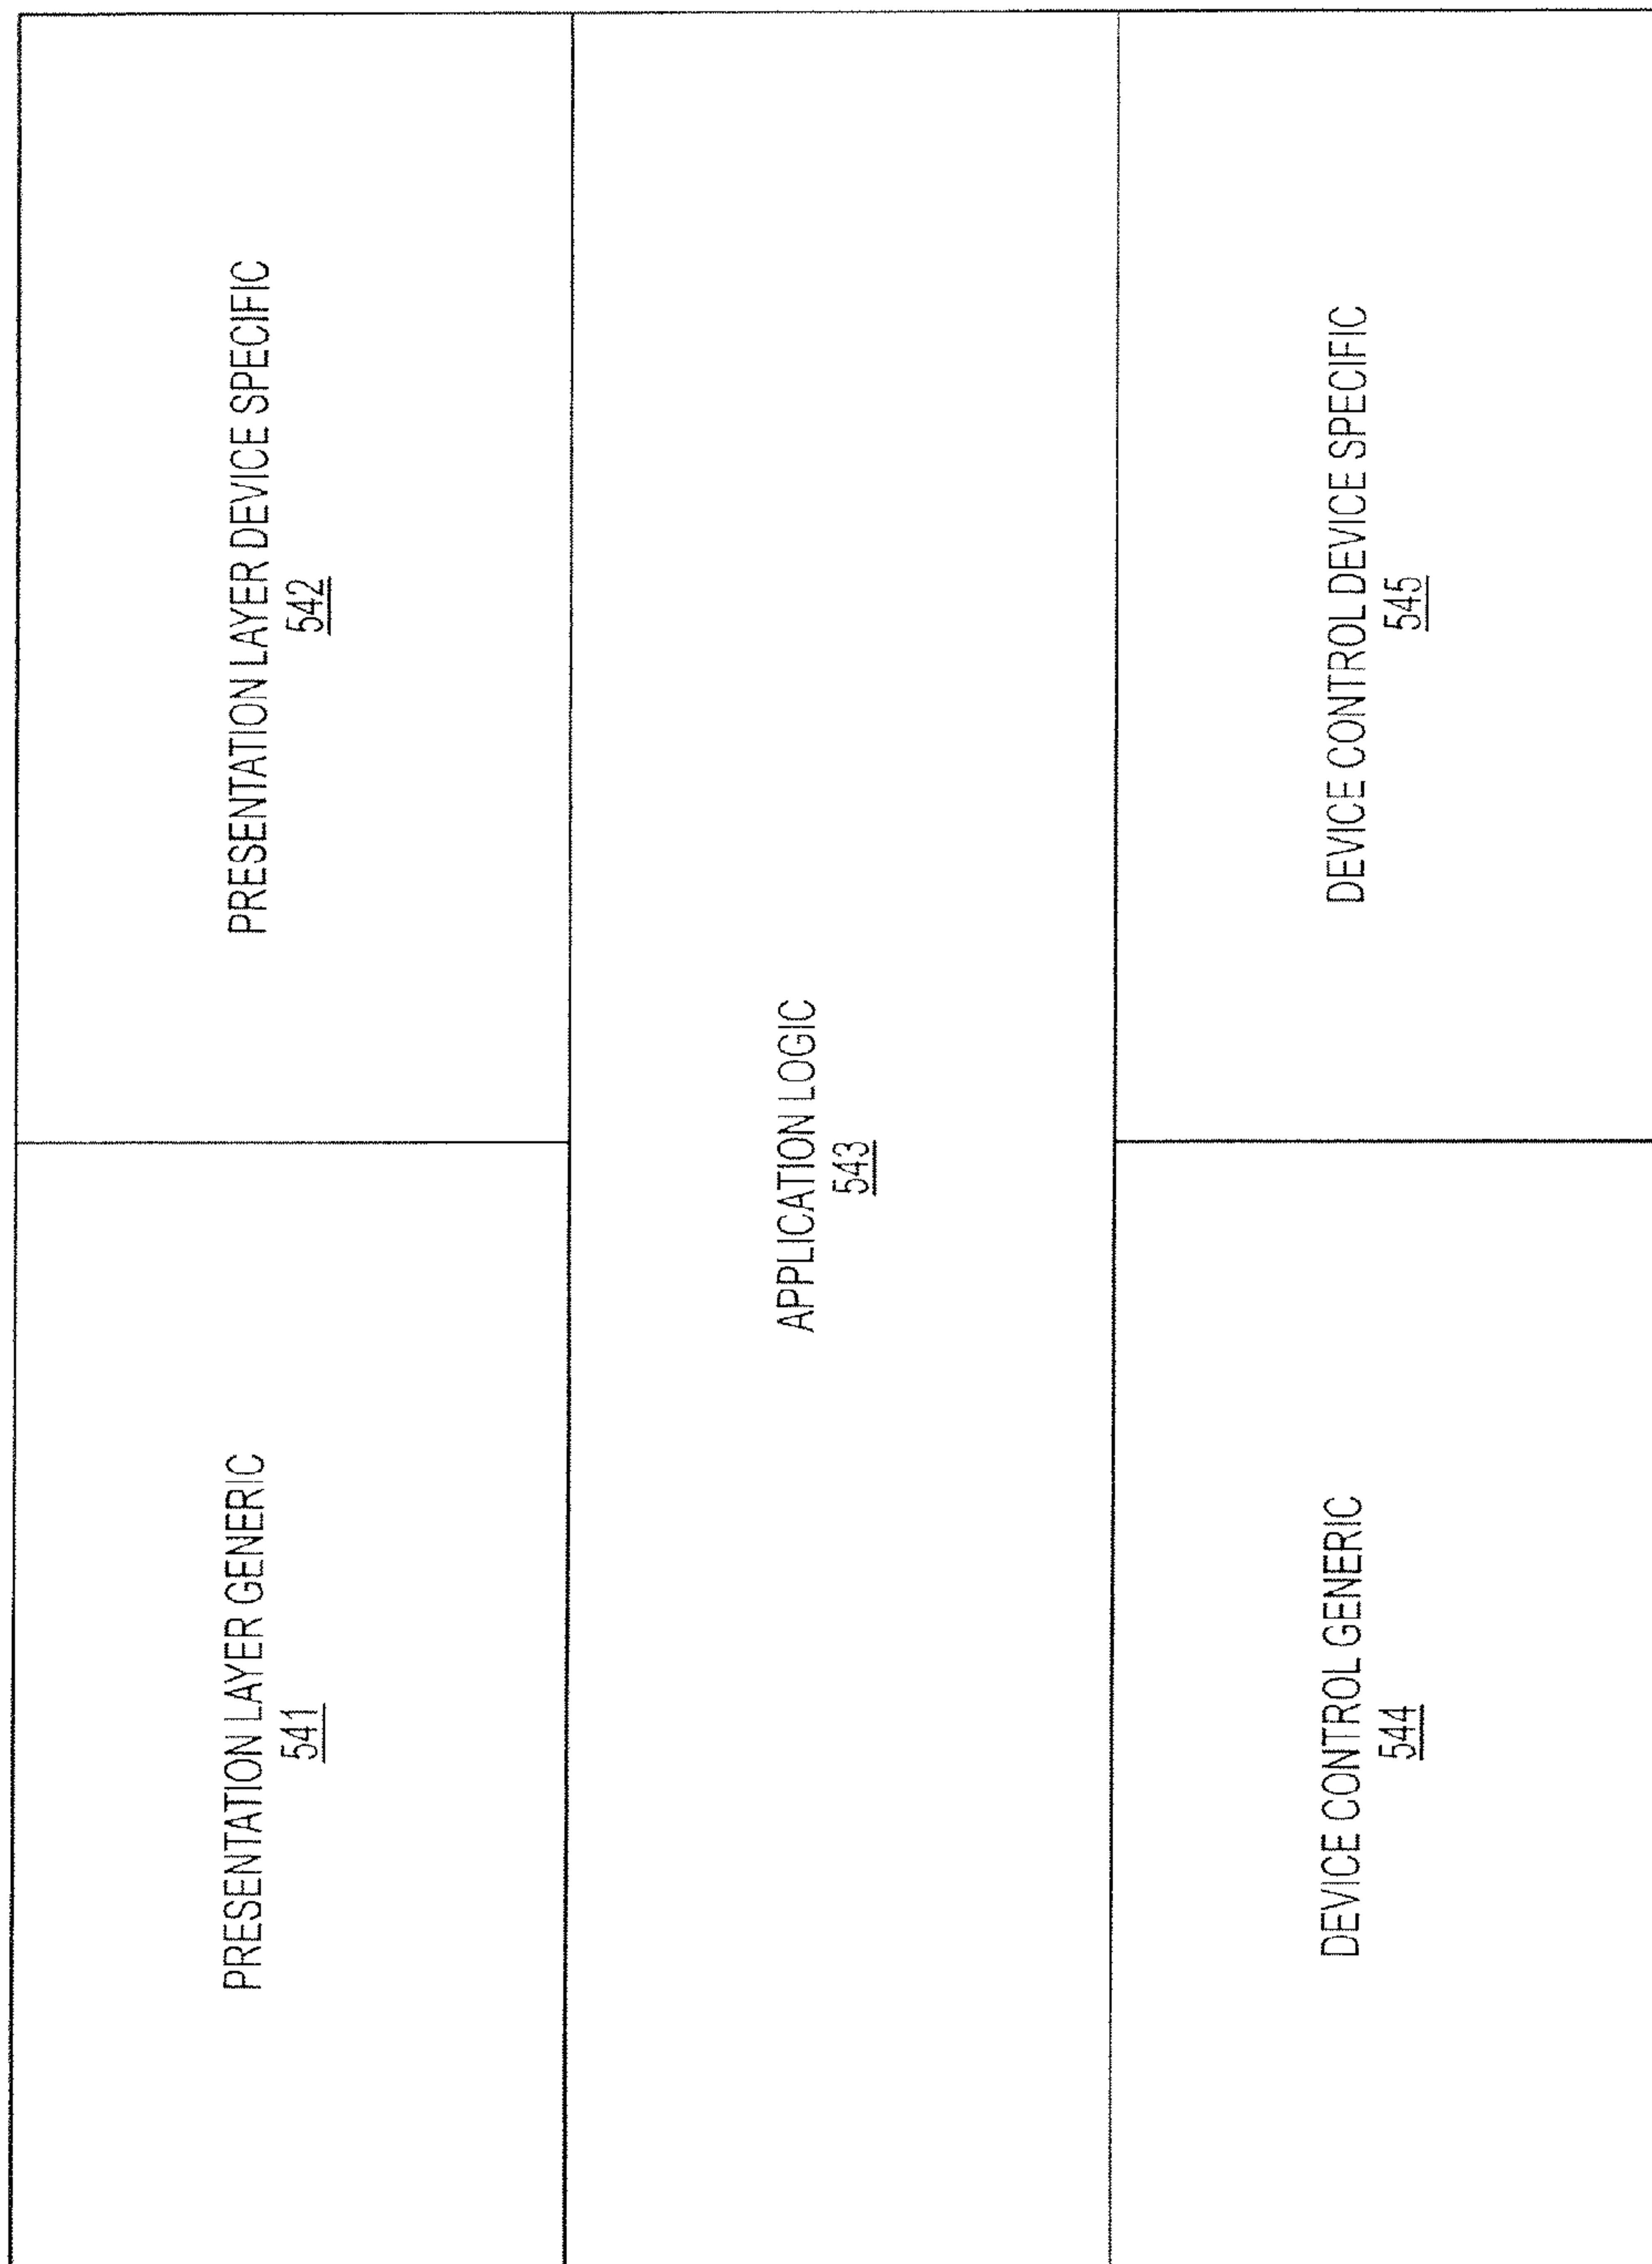 PRESENTATION LAYER GENERIC
541
PRESENTATION LAYER DEVICE SPECIFIC
542
APPLICATION LOGIC
543
DEVICE CONTROL GENERIC
544
DEVICE CONTROL DEVICE SPECIFIC
545